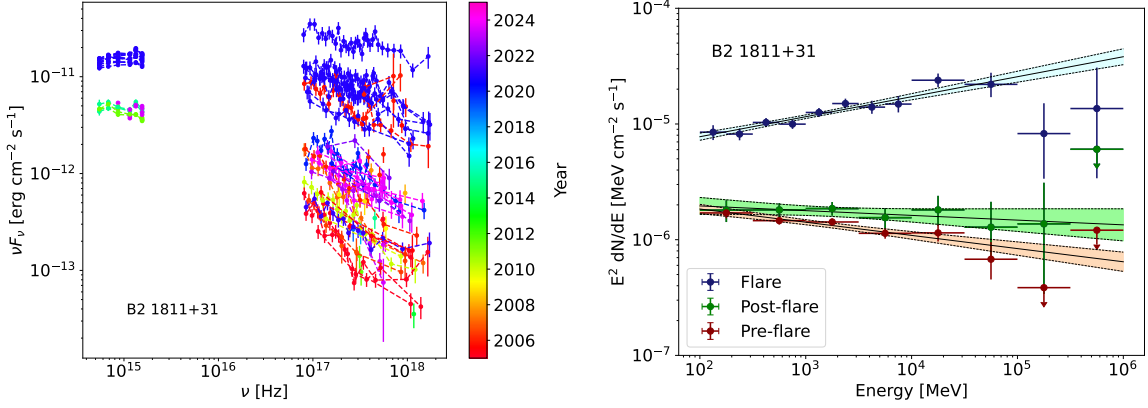 10⁻¹¹
10⁻¹²
10⁻¹³
νFν [erg cm⁻² s⁻¹]
B2 1811+31
10¹⁵ 10¹⁶ 10¹⁷ 10¹⁸
ν [Hz]
2024
2022
2020
2018
2016
2014
2012
2010
2008
2006
Year
10⁻⁴
10⁻⁵
10⁻⁶
10⁻⁷
E² dN/dE [MeV cm⁻² s⁻¹]
B2 1811+31
Flare
Post-flare
Pre-flare
10² 10³ 10⁴ 10⁵ 10⁶
Energy [MeV]